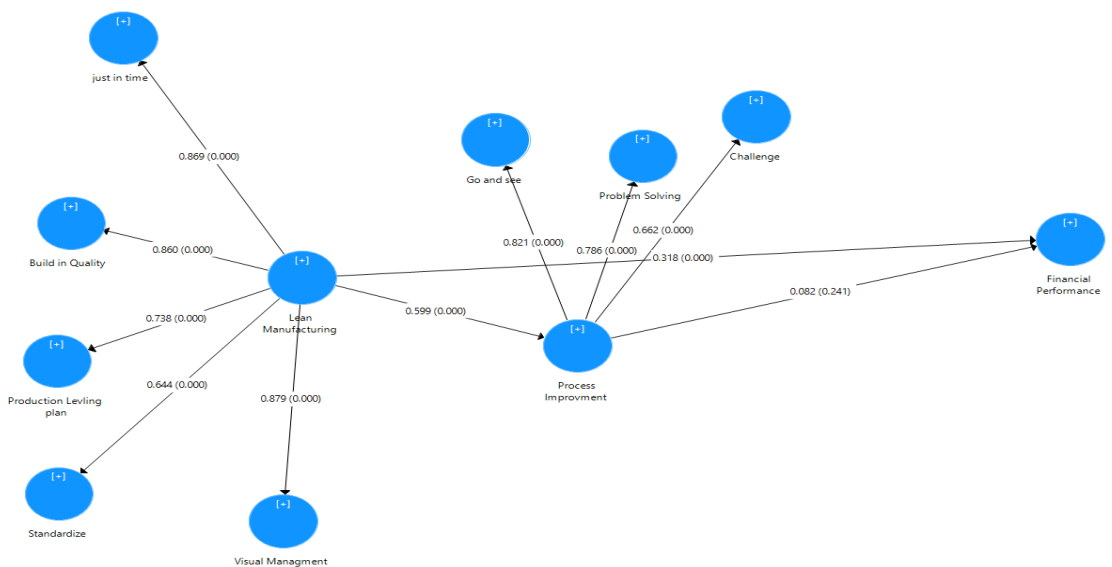 [+]
just in time
0.869 (0.000)
[+]
Go and see
[+]
Problem Solving
[+]
Challenge
[+]
Build in Quality
0.860 (0.000)
[+]
Lean
Manufacturing
0.821 (0.000)
0.786 (0.000)
0.662 (0.000)
0.318 (0.000)
[+]
Financial
Performance
0.738 (0.000)
0.599 (0.000)
0.082 (0.241)
[+]
Production Levling
plan
[+]
Process
Improvment
0.644 (0.000)
0.879 (0.000)
[+]
Standardize
[+]
Visual Managment